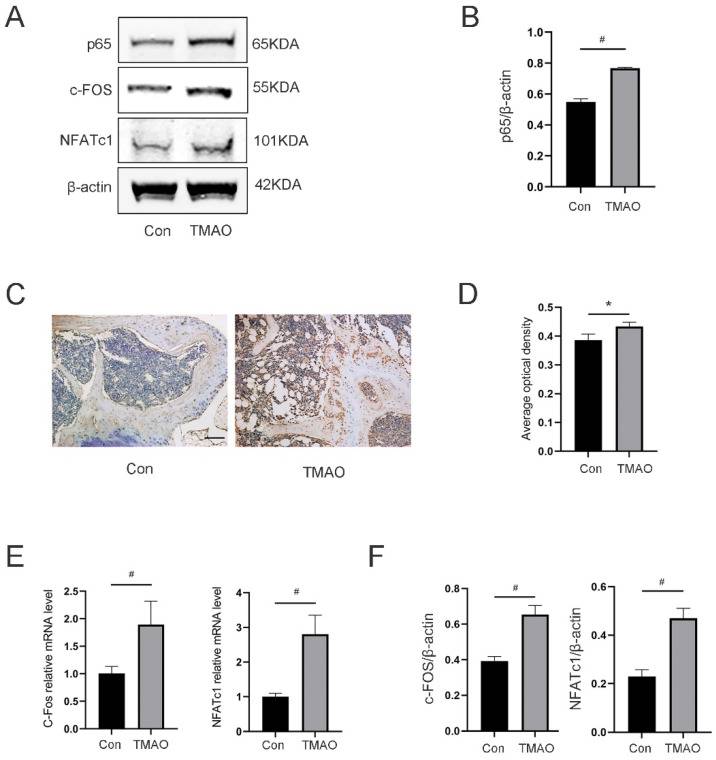 A
p65
65KDA
c-FOS
55KDA
NFATc1
101KDA
β-actin
42KDA
Con TMAO
B
p65/β-actin
1.0
0.8
0.6
0.4
0.2
0.0
#
Con TMAO
C
Con
TMAO
D
Average optical density
0.5
0.4
0.3
0.2
0.1
0.0
*
Con TMAO
E
C-Fos relative mRNA level
2.5
2.0
1.5
1.0
0.5
0.0
#
Con TMAO
NFATc1 relative mRNA level
4
3
2
1
0
#
Con TMAO
F
c-FOS/β-actin
0.8
0.6
0.4
0.2
0.0
#
Con TMAO
NFATc1/β-actin
0.6
0.4
0.2
0.0
#
Con TMAO